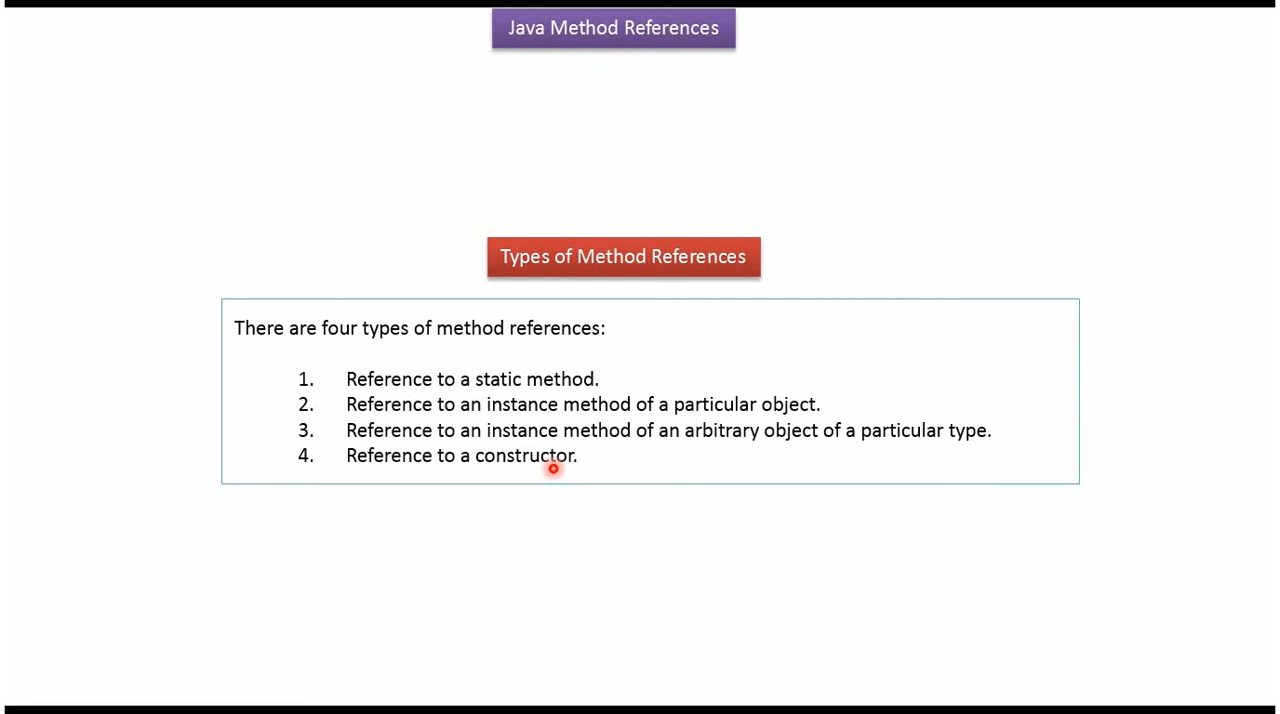 Java Method References
Types of Method References
There are four types of method references:
1. Reference to a static method.
2. Reference to an instance method of a particular object.
3. Reference to an instance method of an arbitrary object of a particular type.
4. Reference to a constructor.